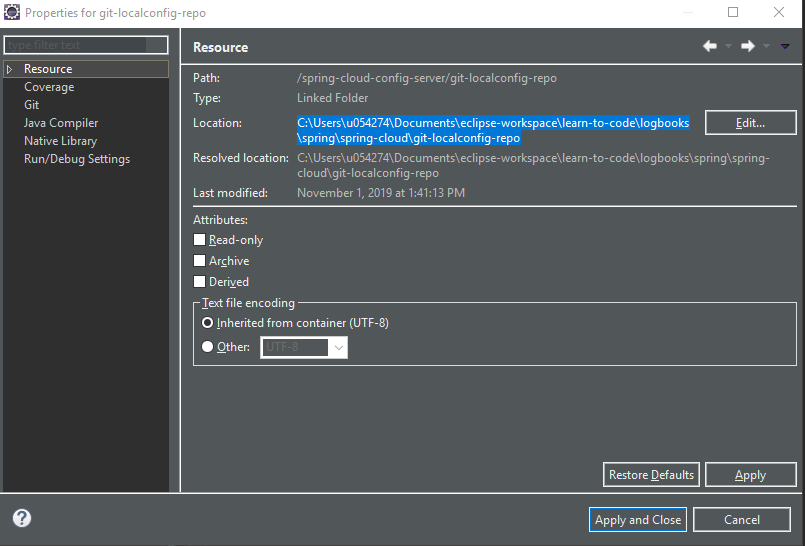 Properties for git-localconfig-repo
type filter text
Resource
Coverage
Git
Java Compiler
Native Library
Run/Debug Settings
Resource
Path: /spring-cloud-config-server/git-localconfig-repo
Type: Linked Folder
Location: C:\Users\u054274\Documents\eclipse-workspace\learn-to-code\logbooks
\spring\spring-cloud\git-localconfig-repo
Edit...
Resolved location: C:\Users\u054274\Documents\eclipse-workspace\learn-to-code\logbooks\spring\spring-
cloud\git-localconfig-repo
Last modified: November 1, 2019 at 1:41:13 PM
Attributes:
Read-only
Archive
Derived
Text file encoding
Inherited from container (UTF-8)
Other: UTF-8
Restore Defaults Apply
? Apply and Close Cancel